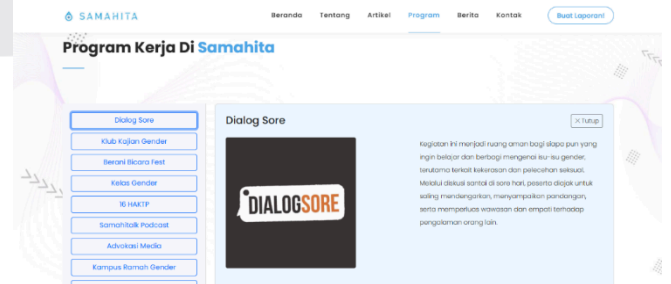 SAMAHITA
Beranda Tentang Artikel Program Berita Kontak Buat Laporan!
Program Kerja Di Samahita
Dialog Sore
Klub Kajian Gender
Berani Bicara Fest
Kelas Gender
16 HAKTP
Samahitalk Podcast
Advokasi Media
Kampus Ramah Gender
Dialog Sore
× Tutup
DIALOGSORE
Kegiatan ini menjadi ruang aman bagi siapa pun yang
ingin belajar dan berbagi mengenai isu-isu gender,
terutama terkait kekerasan dan pelecehan seksual.
Melalui diskusi santai di sore hari, peserta diajak untuk
saling mendengarkan, menyampaikan pandangan,
serta memperluas wawasan dan empati terhadap
pengalaman orang lain.